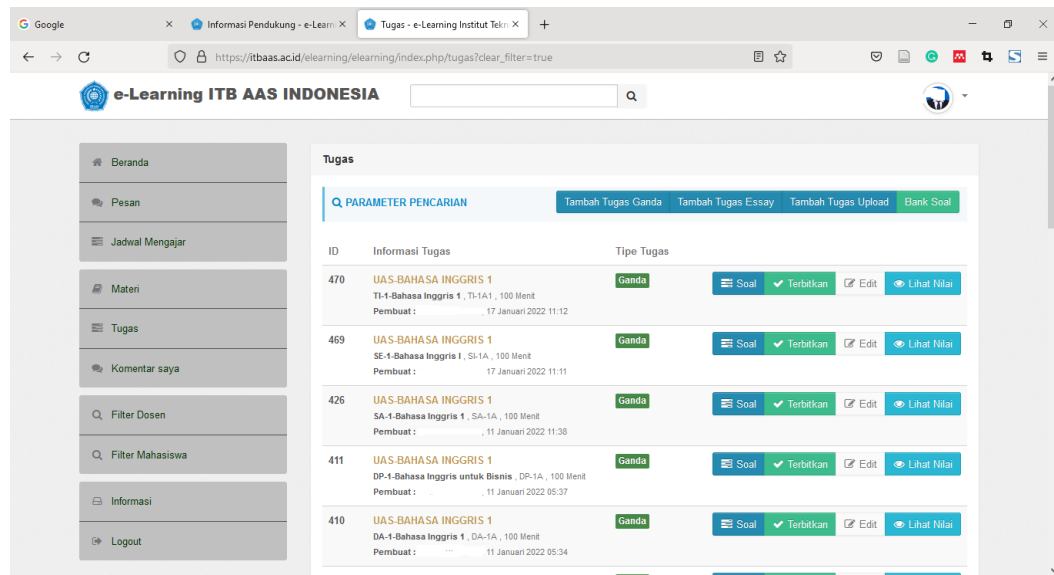 Google
Informasi Pendukung - e-Learni
Tugas - e-Learning Institut Tekn
https://itbaas.ac.id/elearning/elearning/index.php/tugas?clear_filter=true
e-Learning ITB AAS INDONESIA
Beranda
Pesan
Jadwal Mengajar
Materi
Tugas
Komentar saya
Filter Dosen
Filter Mahasiswa
Informasi
Logout
Tugas
PARAMETER PENCARIAN Tambah Tugas Ganda Tambah Tugas Essay Tambah Tugas Upload Bank Soal
ID Informasi Tugas Tipe Tugas
470 UAS-BAHASA INGGRIS 1 Ganda Soal Terbitkan Edit Lihat Nilai
TI-1-Bahasa Inggris 1 , TI-1A1 , 100 Menit
Pembuat : , 17 Januari 2022 11:12
469 UAS-BAHASA INGGRIS 1 Ganda Soal Terbitkan Edit Lihat Nilai
SE-1-Bahasa Inggris I , SI-1A , 100 Menit
Pembuat : 17 Januari 2022 11:11
426 UAS-BAHASA INGGRIS 1 Ganda Soal Terbitkan Edit Lihat Nilai
SA-1-Bahasa Inggris 1 , SA-1A , 100 Menit
Pembuat : , 11 Januari 2022 11:38
411 UAS-BAHASA INGGRIS 1 Ganda Soal Terbitkan Edit Lihat Nilai
DP-1-Bahasa Inggris untuk Bisnis , DP-1A , 100 Menit
Pembuat : , 11 Januari 2022 05:37
410 UAS-BAHASA INGGRIS 1 Ganda Soal Terbitkan Edit Lihat Nilai
DA-1-Bahasa Inggris 1 , DA-1A , 100 Menit
Pembuat : , 11 Januari 2022 05:34